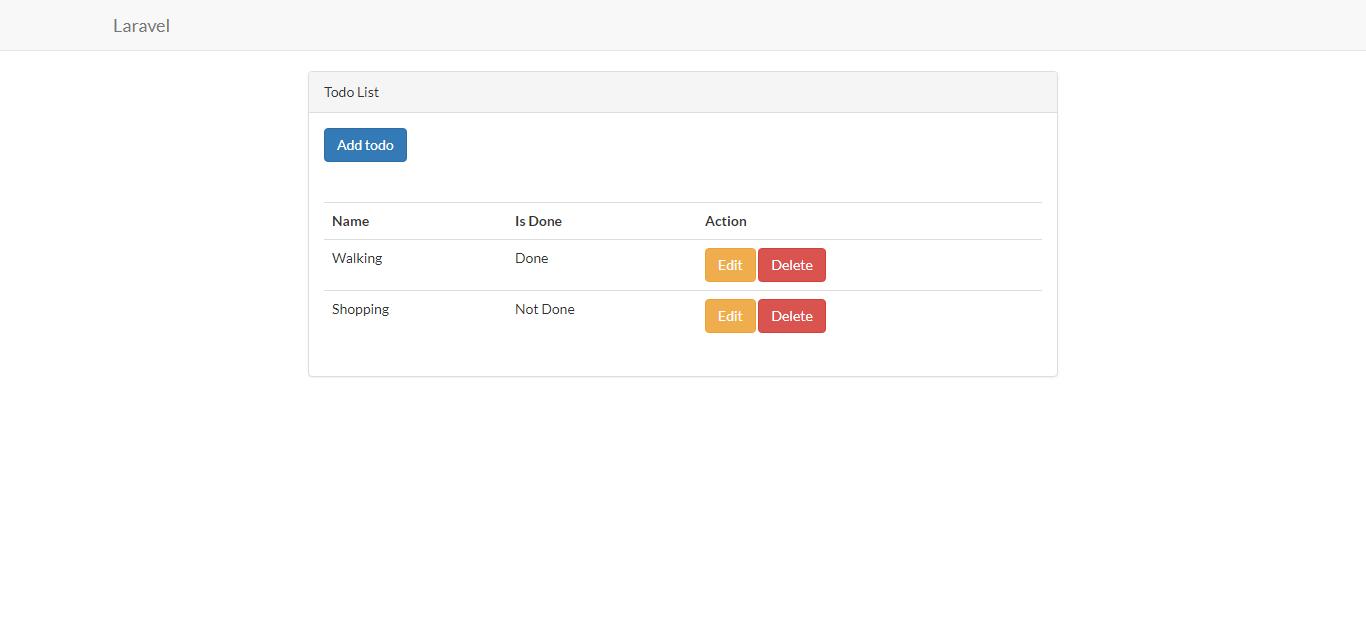 Laravel
Todo List
Add todo
Name Is Done Action
Walking Done Edit Delete
Shopping Not Done Edit Delete